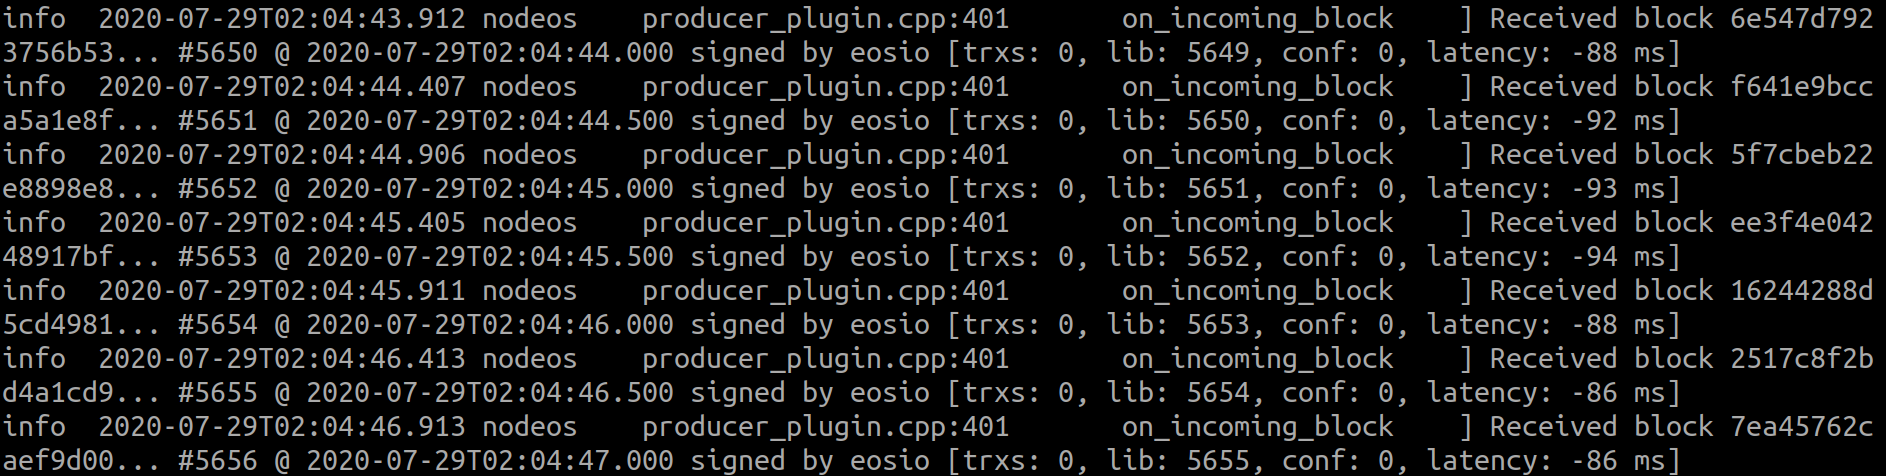 info  2020-07-29T02:04:43.912 nodeos    producer_plugin.cpp:401       on_incoming_block    ] Received block 6e547d792
3756b53... #5650 @ 2020-07-29T02:04:44.000 signed by eosio [trxs: 0, lib: 5649, conf: 0, latency: -88 ms]
info  2020-07-29T02:04:44.407 nodeos    producer_plugin.cpp:401       on_incoming_block    ] Received block f641e9bcc
a5a1e8f... #5651 @ 2020-07-29T02:04:44.500 signed by eosio [trxs: 0, lib: 5650, conf: 0, latency: -92 ms]
info  2020-07-29T02:04:44.906 nodeos    producer_plugin.cpp:401       on_incoming_block    ] Received block 5f7cbeb22
e8898e8... #5652 @ 2020-07-29T02:04:45.000 signed by eosio [trxs: 0, lib: 5651, conf: 0, latency: -93 ms]
info  2020-07-29T02:04:45.405 nodeos    producer_plugin.cpp:401       on_incoming_block    ] Received block ee3f4e042
48917bf... #5653 @ 2020-07-29T02:04:45.500 signed by eosio [trxs: 0, lib: 5652, conf: 0, latency: -94 ms]
info  2020-07-29T02:04:45.911 nodeos    producer_plugin.cpp:401       on_incoming_block    ] Received block 16244288d
5cd4981... #5654 @ 2020-07-29T02:04:46.000 signed by eosio [trxs: 0, lib: 5653, conf: 0, latency: -88 ms]
info  2020-07-29T02:04:46.413 nodeos    producer_plugin.cpp:401       on_incoming_block    ] Received block 2517c8f2b
d4a1cd9... #5655 @ 2020-07-29T02:04:46.500 signed by eosio [trxs: 0, lib: 5654, conf: 0, latency: -86 ms]
info  2020-07-29T02:04:46.913 nodeos    producer_plugin.cpp:401       on_incoming_block    ] Received block 7ea45762c
aef9d00... #5656 @ 2020-07-29T02:04:47.000 signed by eosio [trxs: 0, lib: 5655, conf: 0, latency: -86 ms]